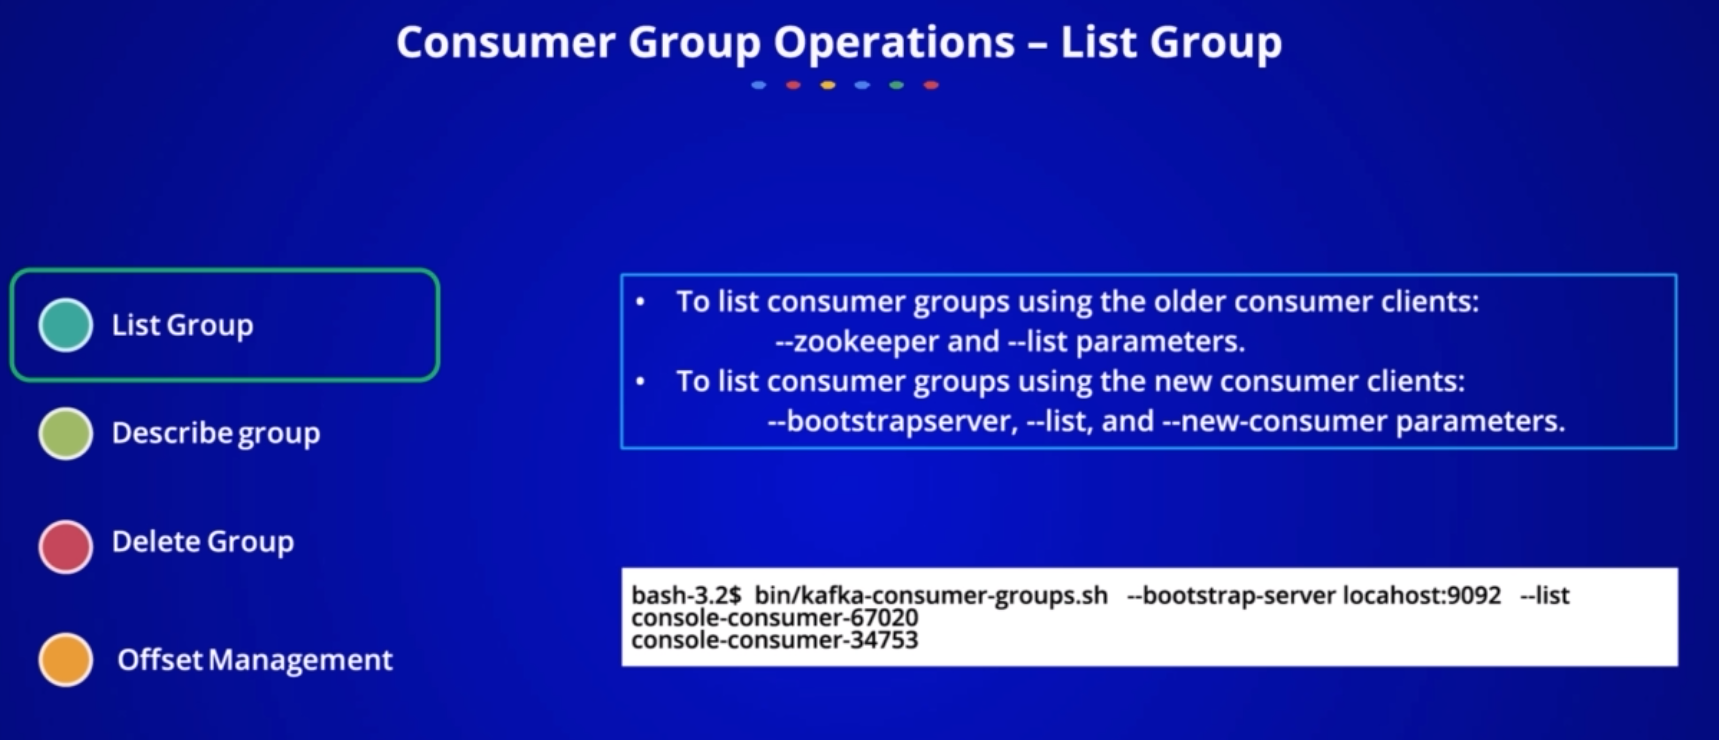 Consumer Group Operations – List Group
List Group
Describe group
Delete Group
Offset Management
• To list consumer groups using the older consumer clients:
--zookeeper and --list parameters.
• To list consumer groups using the new consumer clients:
--bootstrapserver, --list, and --new-consumer parameters.
bash-3.2$ bin/kafka-consumer-groups.sh --bootstrap-server locahost:9092 --list
console-consumer-67020
console-consumer-34753